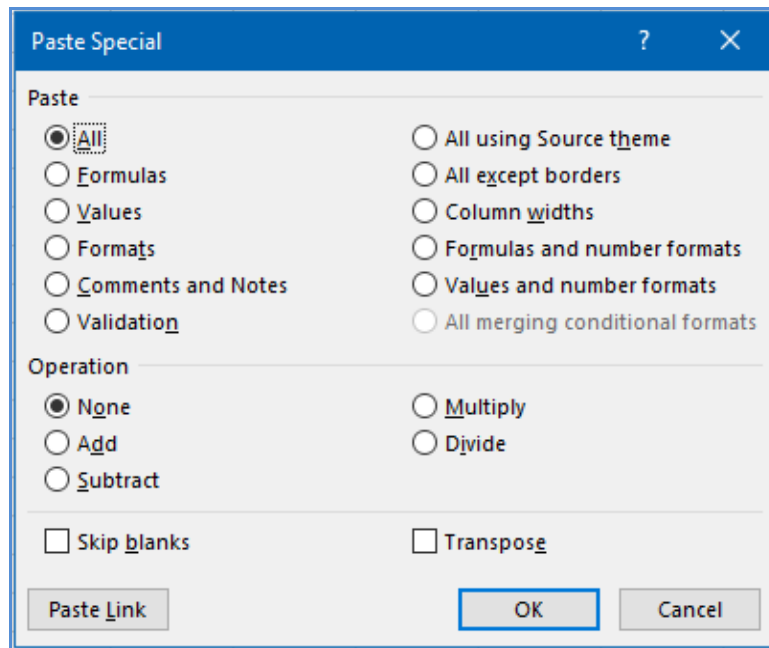 Paste Special ?
Paste
All
All using Source theme
Formulas
All except borders
Values
Column widths
Formats
Formulas and number formats
Comments and Notes
Values and number formats
Validation
All merging conditional formats
Operation
None
Multiply
Add
Divide
Subtract
Skip blanks
Transpose
Paste Link
OK
Cancel